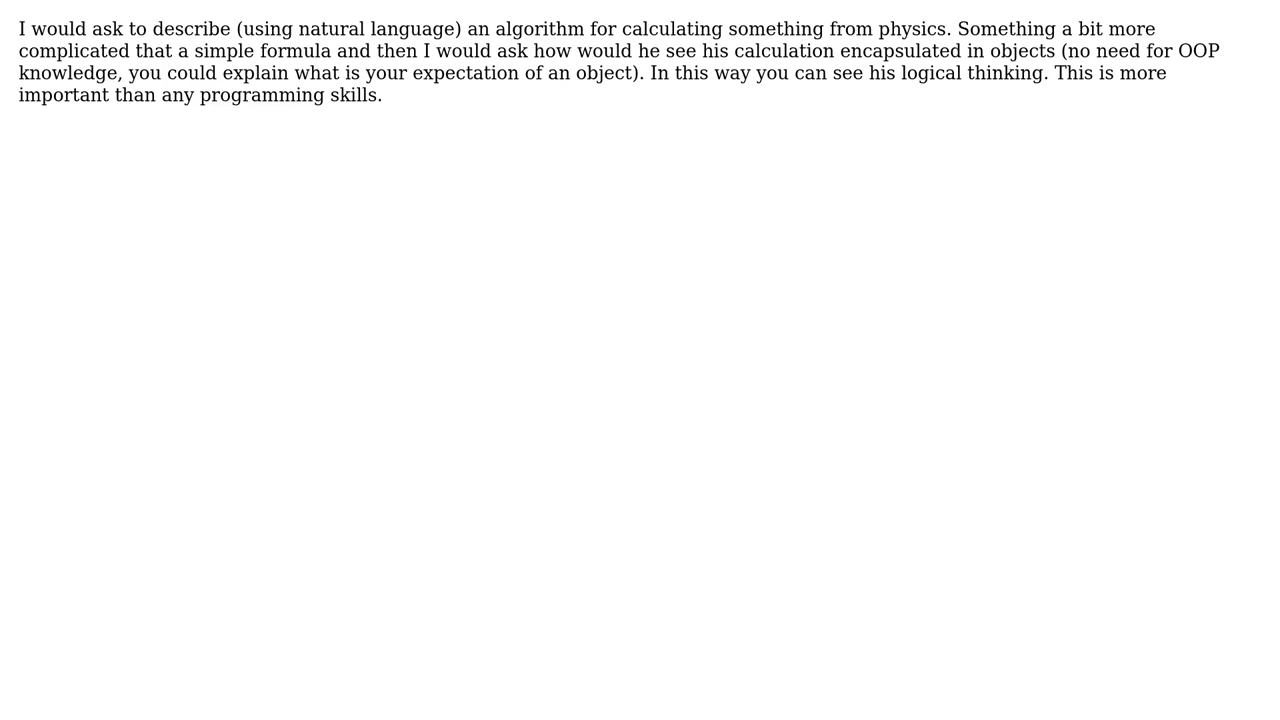 I would ask to describe (using natural language) an algorithm for calculating something from physics. Something a bit more
complicated that a simple formula and then I would ask how would he see his calculation encapsulated in objects (no need for OOP
knowledge, you could explain what is your expectation of an object). In this way you can see his logical thinking. This is more
important than any programming skills.